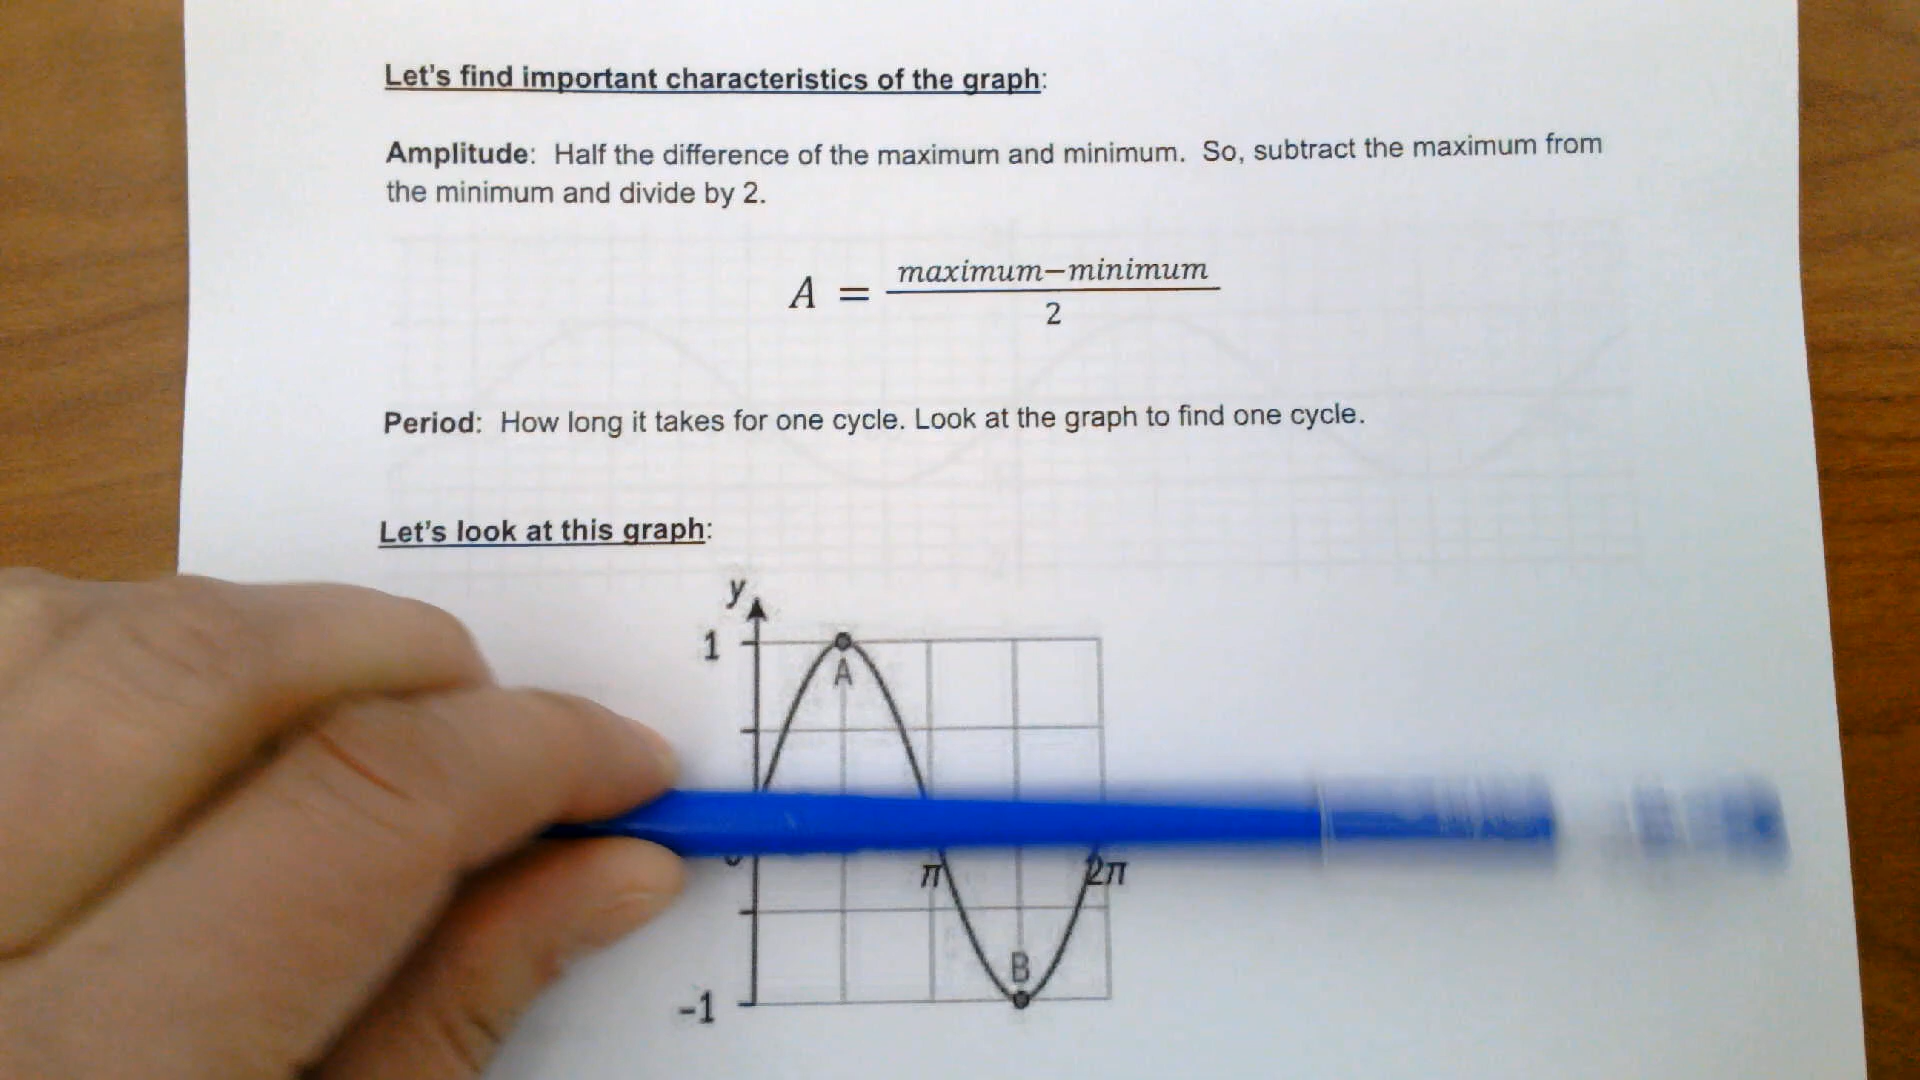 Let's find important characteristics of the graph:
Amplitude: Half the difference of the maximum and minimum. So, subtract the maximum from
the minimum and divide by 2.
A = maximum−minimum
2
Period: How long it takes for one cycle. Look at the graph to find one cycle.
Let's look at this graph:
y
1
A
π
2π
B
-1